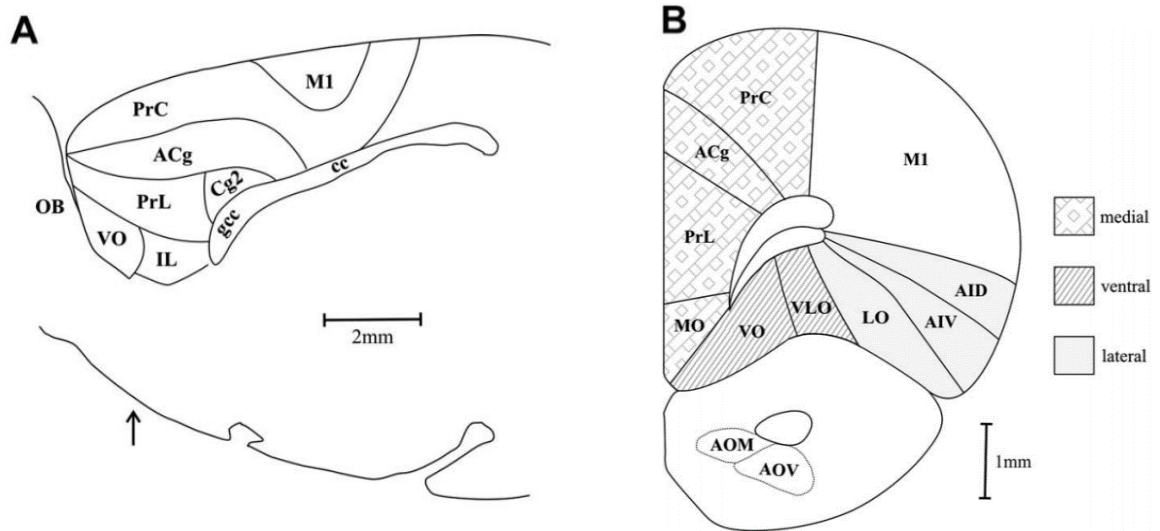 A
M1
PrC
ACg
cc
Cg2
PrL
OB
gcc
VO
IL
2mm
B
PrC
ACg
M1
PrL
medial
AID
VLO
LO
ventral
MO
VO
AIV
lateral
AOM
AOV
1mm